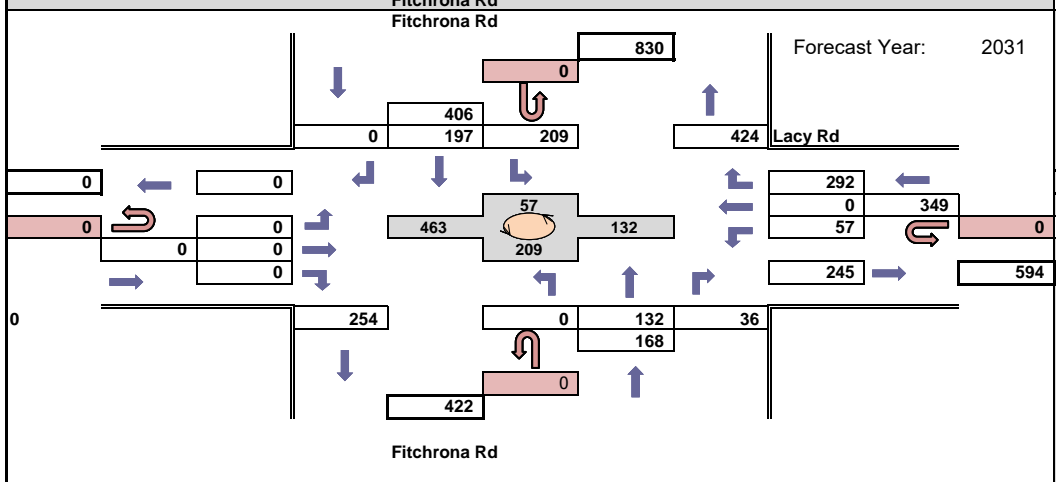 Fitchrona Rd
Fitchrona Rd
830
Forecast Year: 2031
0
406
0 197 209 424 Lacy Rd
0 0 292
57 0 349
0 0 463 132 57 0
0 0 209
0 245 594
0 254 0 132 36
168
0
422
Fitchrona Rd